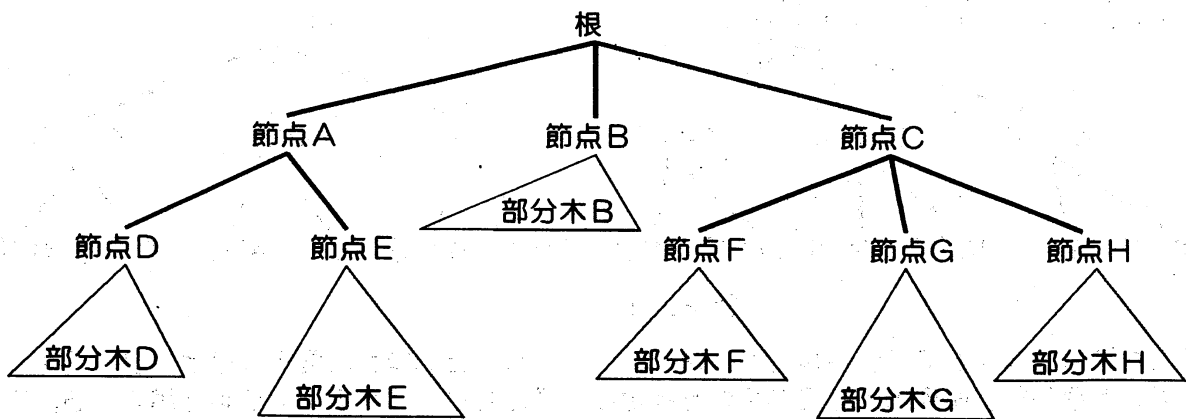 根
節点A
節点B
節点C
部分木B
節点D
節点E
節点F
節点G
節点H
部分木D
部分木E
部分木F
部分木G
部分木H